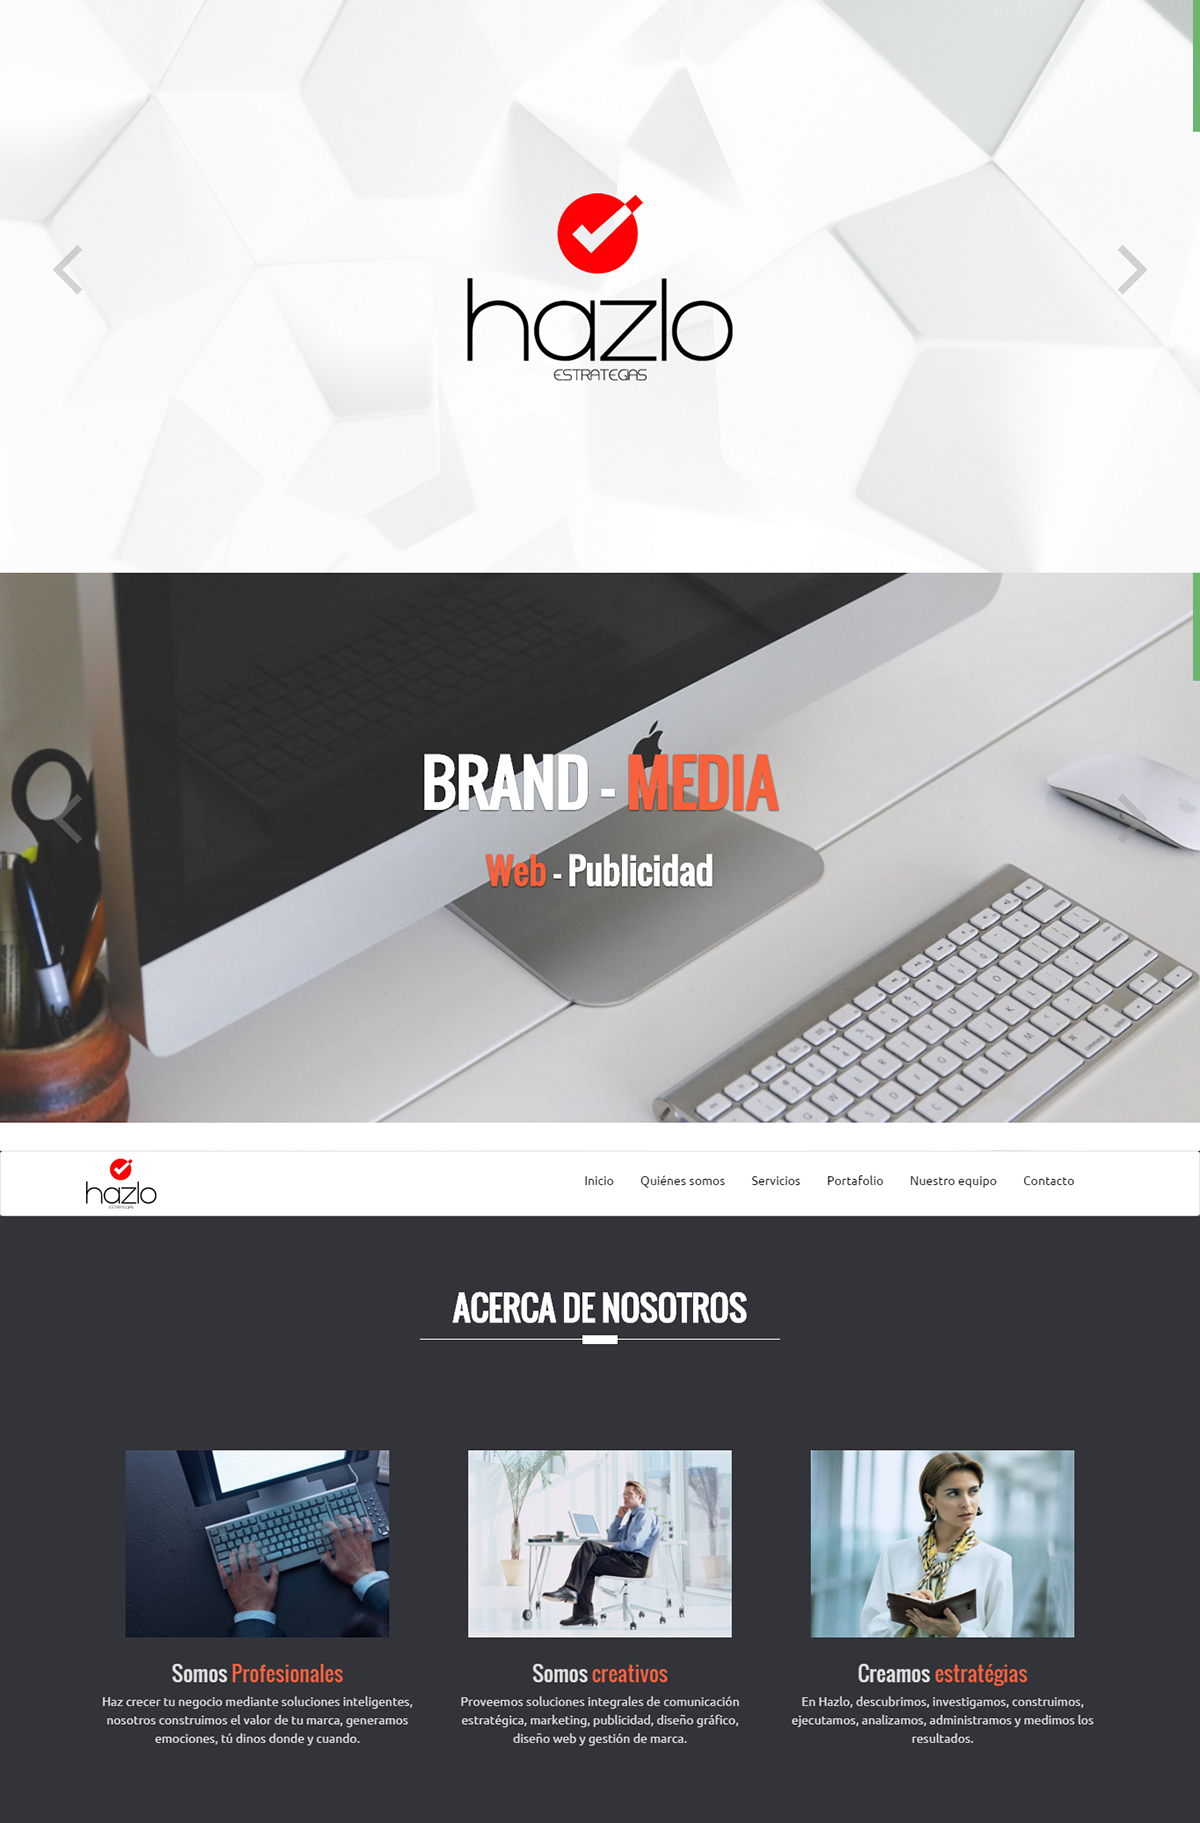 hazlo
ESTRATEGIAS
BRAND - MEDIA
Web - Publicidad
hazlo
ESTRATEGIAS
Inicio Quiénes somos Servicios Portafolio Nuestro equipo Contacto
ACERCA DE NOSOTROS
Somos Profesionales
Haz crecer tu negocio mediante soluciones inteligentes,
nosotros construimos el valor de tu marca, generamos
emociones, tú dinos donde y cuando.
Somos creativos
Proveemos soluciones integrales de comunicación
estratégica, marketing, publicidad, diseño gráfico,
diseño web y gestión de marca.
Creamos estratégias
En Hazlo, descubrimos, investigamos, construimos,
ejecutamos, analizamos, administramos y medimos los
resultados.